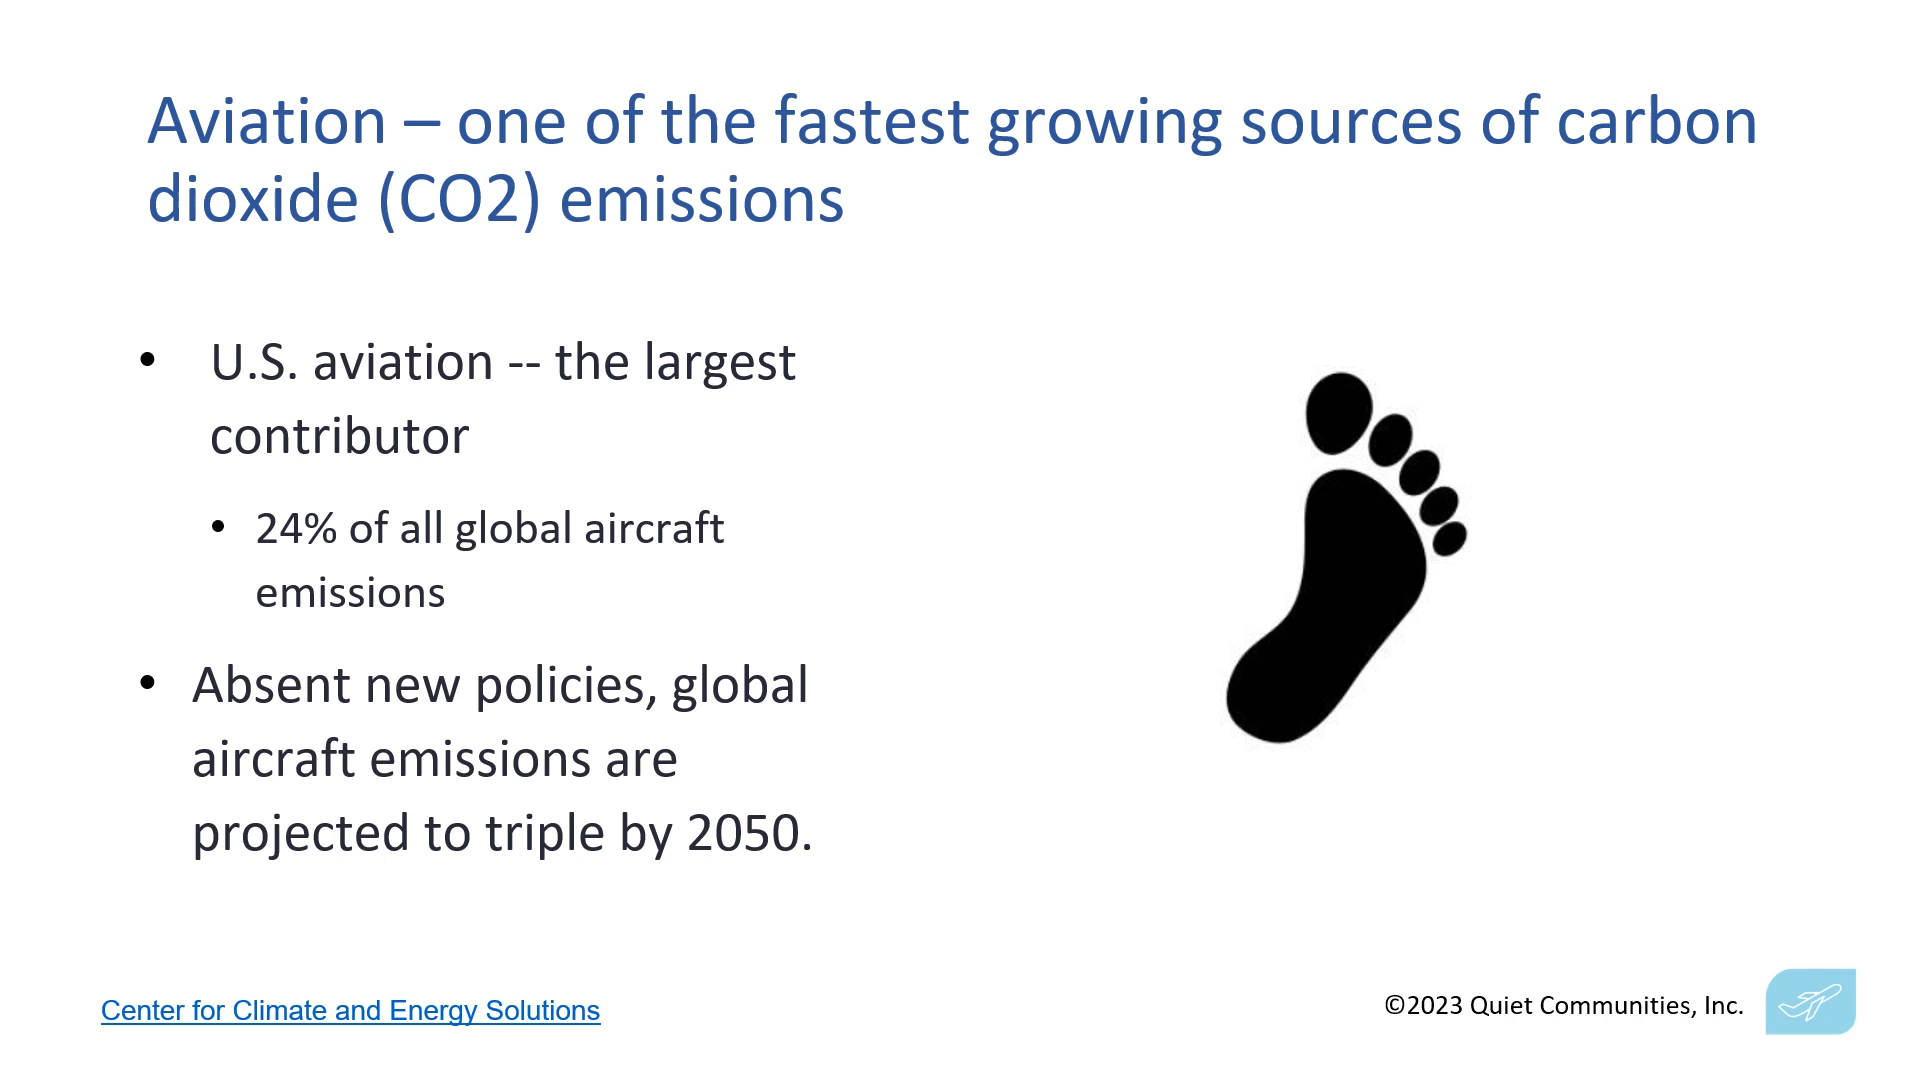 Aviation – one of the fastest growing sources of carbon
dioxide (CO2) emissions
• U.S. aviation -- the largest
contributor
• 24% of all global aircraft
emissions
• Absent new policies, global
aircraft emissions are
projected to triple by 2050.
Center for Climate and Energy Solutions
©2023 Quiet Communities, Inc.